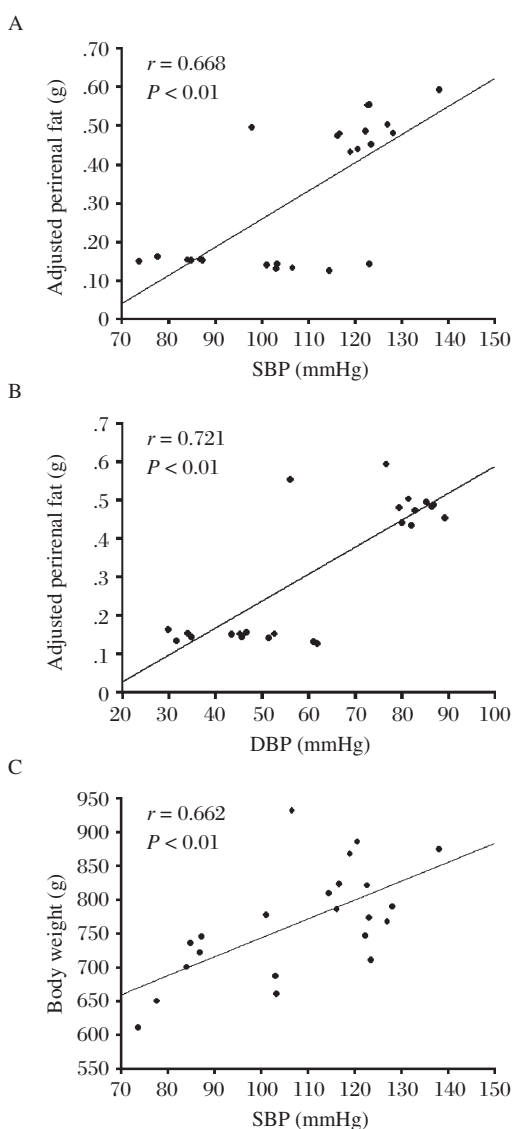 A
.70
.60
.50
.40
.30
.20
.10
0
Adjusted perirenal fat (g)
r = 0.668
P < 0.01
70 80 90 100 110 120 130 140 150
SBP (mmHg)
B
.7
.6
.5
.4
.3
.2
.1
0
Adjusted perirenal fat (g)
r = 0.721
P < 0.01
20 30 40 50 60 70 80 90 100
DBP (mmHg)
C
950
900
850
800
750
700
650
600
550
Body weight (g)
r = 0.662
P < 0.01
70 80 90 100 110 120 130 140 150
SBP (mmHg)